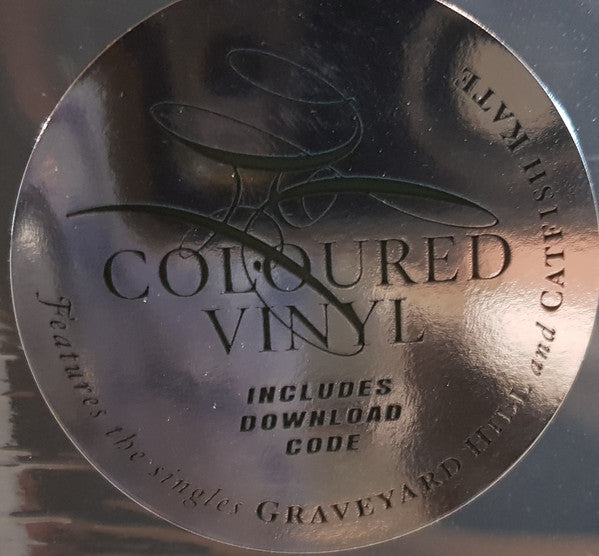 COLOURED
VINYL
INCLUDES
DOWNLOAD
CODE
Features the singles GRAVEYARD HILL and CATFISH KATE